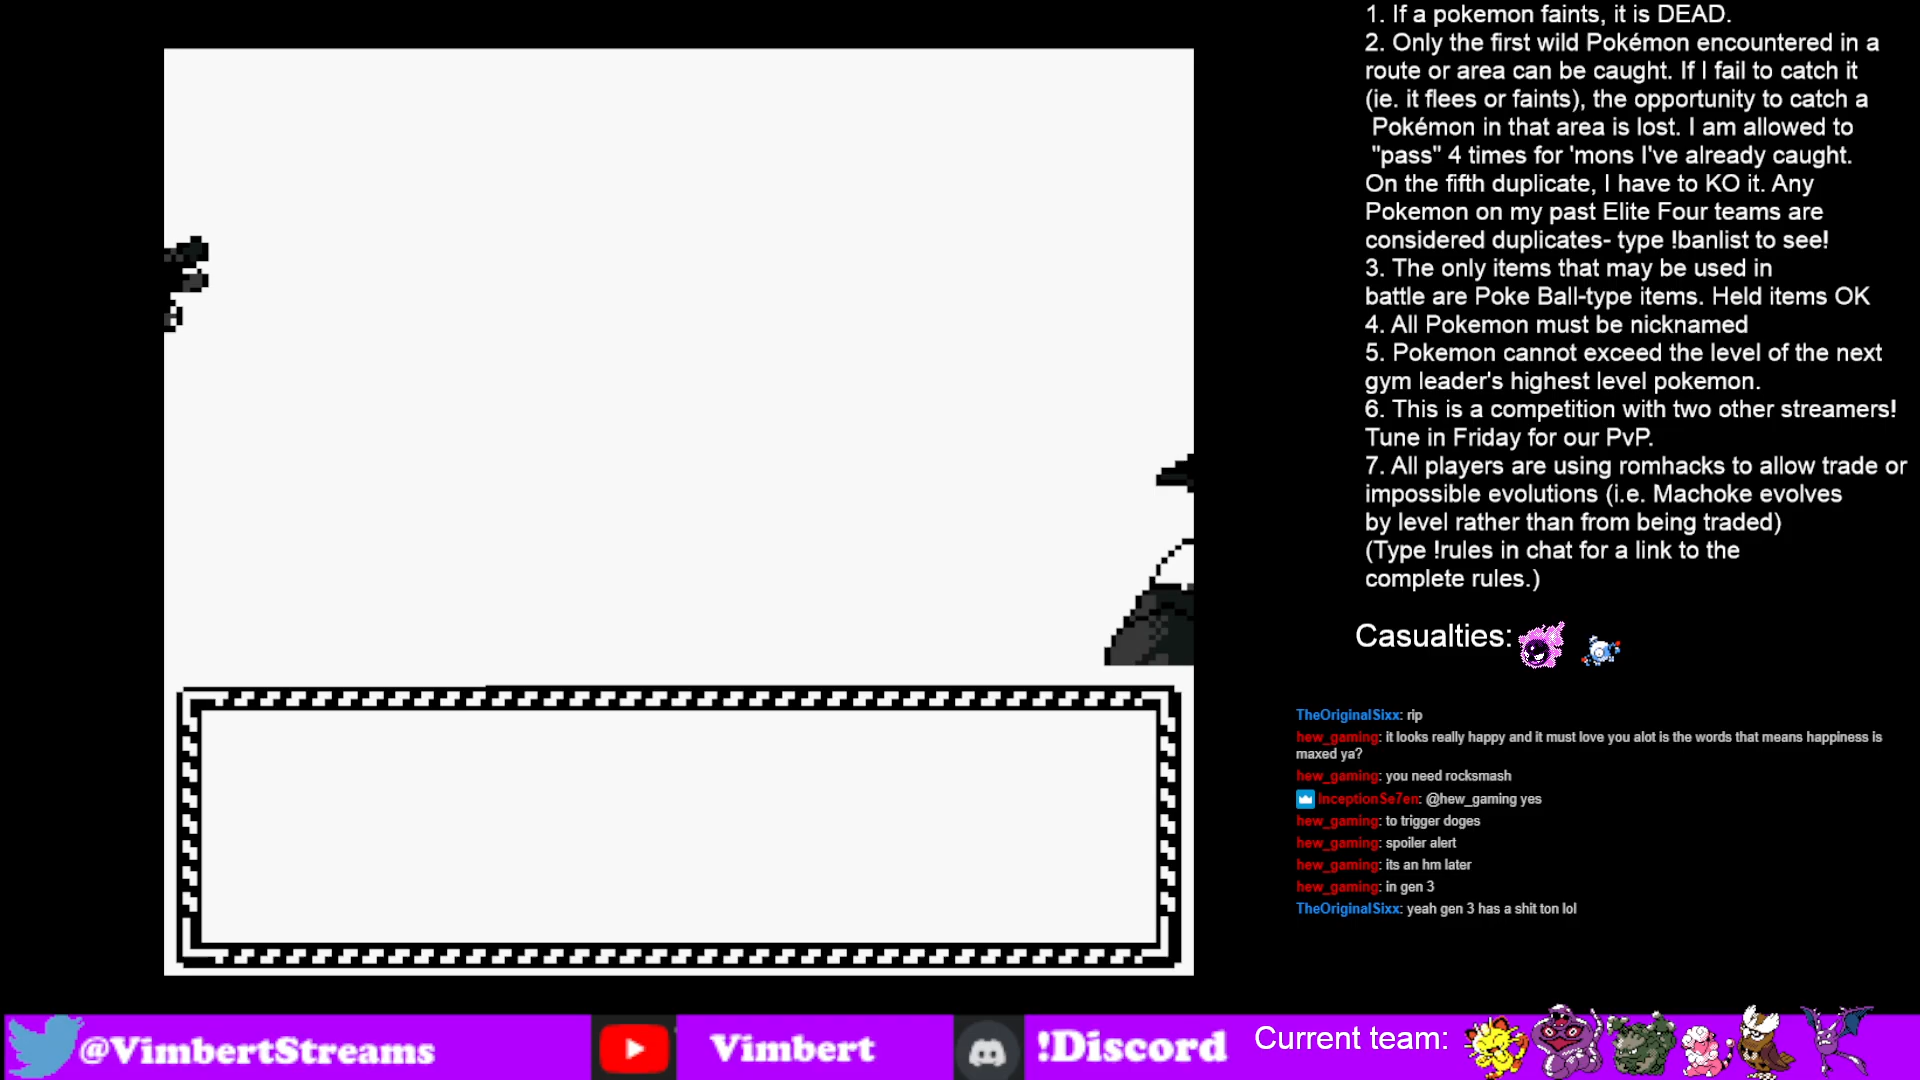 1. If a pokemon faints, it is DEAD.
2. Only the first wild Pokémon encountered in a
route or area can be caught. If I fail to catch it
(ie. it flees or faints), the opportunity to catch a
Pokémon in that area is lost. I am allowed to
"pass" 4 times for 'mons I've already caught.
On the fifth duplicate, I have to KO it. Any
Pokemon on my past Elite Four teams are
considered duplicates- type !banlist to see!
3. The only items that may be used in
battle are Poke Ball-type items. Held items OK
4. All Pokemon must be nicknamed
5. Pokemon cannot exceed the level of the next
gym leader's highest level pokemon.
6. This is a competition with two other streamers!
Tune in Friday for our PvP.
7. All players are using romhacks to allow trade or
impossible evolutions (i.e. Machoke evolves
by level rather than from being traded)
(Type !rules in chat for a link to the
complete rules.)
Casualties:
TheOriginalSixx: rip
hew_gaming: it looks really happy and it must love you alot is the words that means happiness is
maxed ya?
hew_gaming: you need rocksmash
InceptionSe7en: @hew_gaming yes
hew_gaming: to trigger doges
hew_gaming: spoiler alert
hew_gaming: its an hm later
hew_gaming: in gen 3
TheOriginalSixx: yeah gen 3 has a shit ton lol
@VimbertStreams
Vimbert
!Discord
Current team: